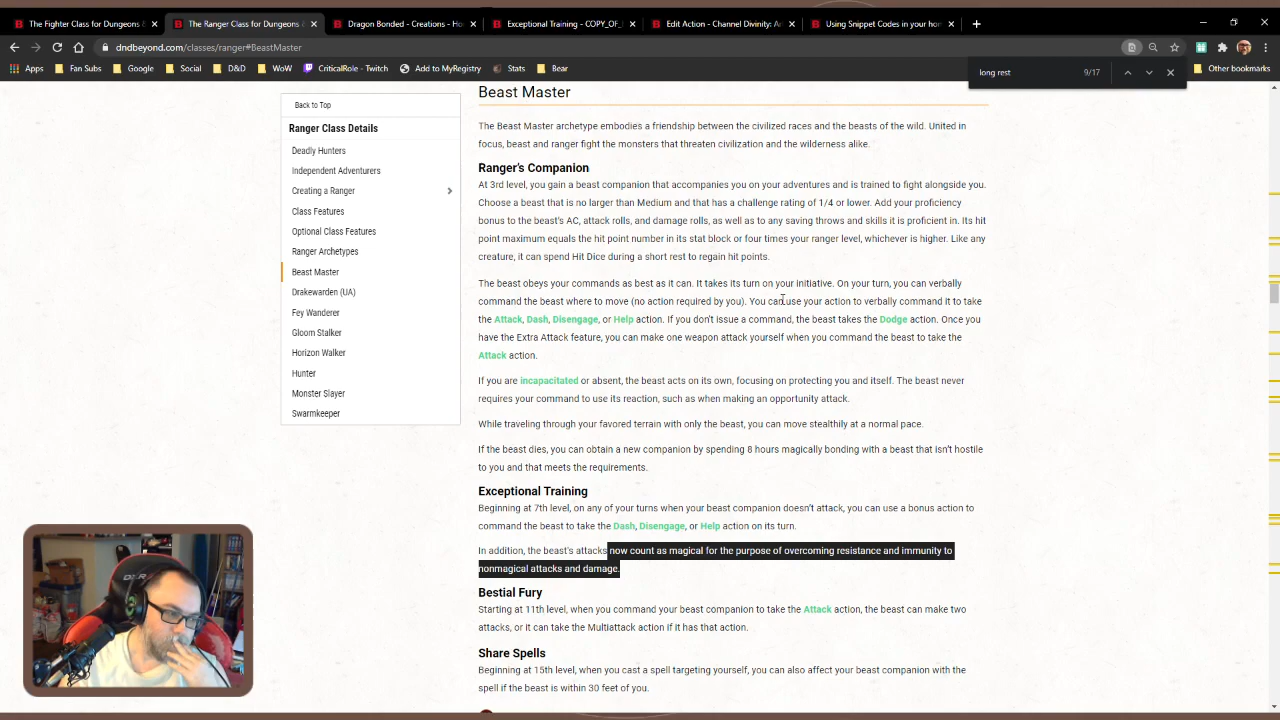 The Fighter Class for Dungeons &
The Ranger Class for Dungeons &
Dragon Bonded - Creations - Ho
Exceptional Training - COPY_OF_
Edit Action - Channel Divinity: A
Using Snippet Codes in your ho
dndbeyond.com/classes/ranger#BeastMaster
Apps
Fan Subs
Google
Social
D&D
WoW
CriticalRole - Twitch
Add to MyRegistry
Stats
Bear
Other bookmarks
long rest
9/17
Back to Top
Ranger Class Details
Deadly Hunters
Independent Adventurers
Creating a Ranger
Class Features
Optional Class Features
Ranger Archetypes
Beast Master
Drakewarden (UA)
Fey Wanderer
Gloom Stalker
Horizon Walker
Hunter
Monster Slayer
Swarmkeeper
Beast Master
The Beast Master archetype embodies a friendship between the civilized races and the beasts of the wild. United in
focus, beast and ranger fight the monsters that threaten civilization and the wilderness alike.
Ranger's Companion
At 3rd level, you gain a beast companion that accompanies you on your adventures and is trained to fight alongside you.
Choose a beast that is no larger than Medium and that has a challenge rating of 1/4 or lower. Add your proficiency
bonus to the beast's AC, attack rolls, and damage rolls, as well as to any saving throws and skills it is proficient in. Its hit
point maximum equals the hit point number in its stat block or four times your ranger level, whichever is higher. Like any
creature, it can spend Hit Dice during a short rest to regain hit points.
The beast obeys your commands as best as it can. It takes its turn on your initiative. On your turn, you can verbally
command the beast where to move (no action required by you). You can use your action to verbally command it to take
the Attack, Dash, Disengage, or Help action. If you don't issue a command, the beast takes the Dodge action. Once you
have the Extra Attack feature, you can make one weapon attack yourself when you command the beast to take the
Attack action.
If you are incapacitated or absent, the beast acts on its own, focusing on protecting you and itself. The beast never
requires your command to use its reaction, such as when making an opportunity attack.
While traveling through your favored terrain with only the beast, you can move stealthily at a normal pace.
If the beast dies, you can obtain a new companion by spending 8 hours magically bonding with a beast that isn't hostile
to you and that meets the requirements.
Exceptional Training
Beginning at 7th level, on any of your turns when your beast companion doesn't attack, you can use a bonus action to
command the beast to take the Dash, Disengage, or Help action on its turn.
In addition, the beast's attacks now count as magical for the purpose of overcoming resistance and immunity to
nonmagical attacks and damage.
Bestial Fury
Starting at 11th level, when you command your beast companion to take the Attack action, the beast can make two
attacks, or it can take the Multiattack action if it has that action.
Share Spells
Beginning at 15th level, when you cast a spell targeting yourself, you can also affect your beast companion with the
spell if the beast is within 30 feet of you.